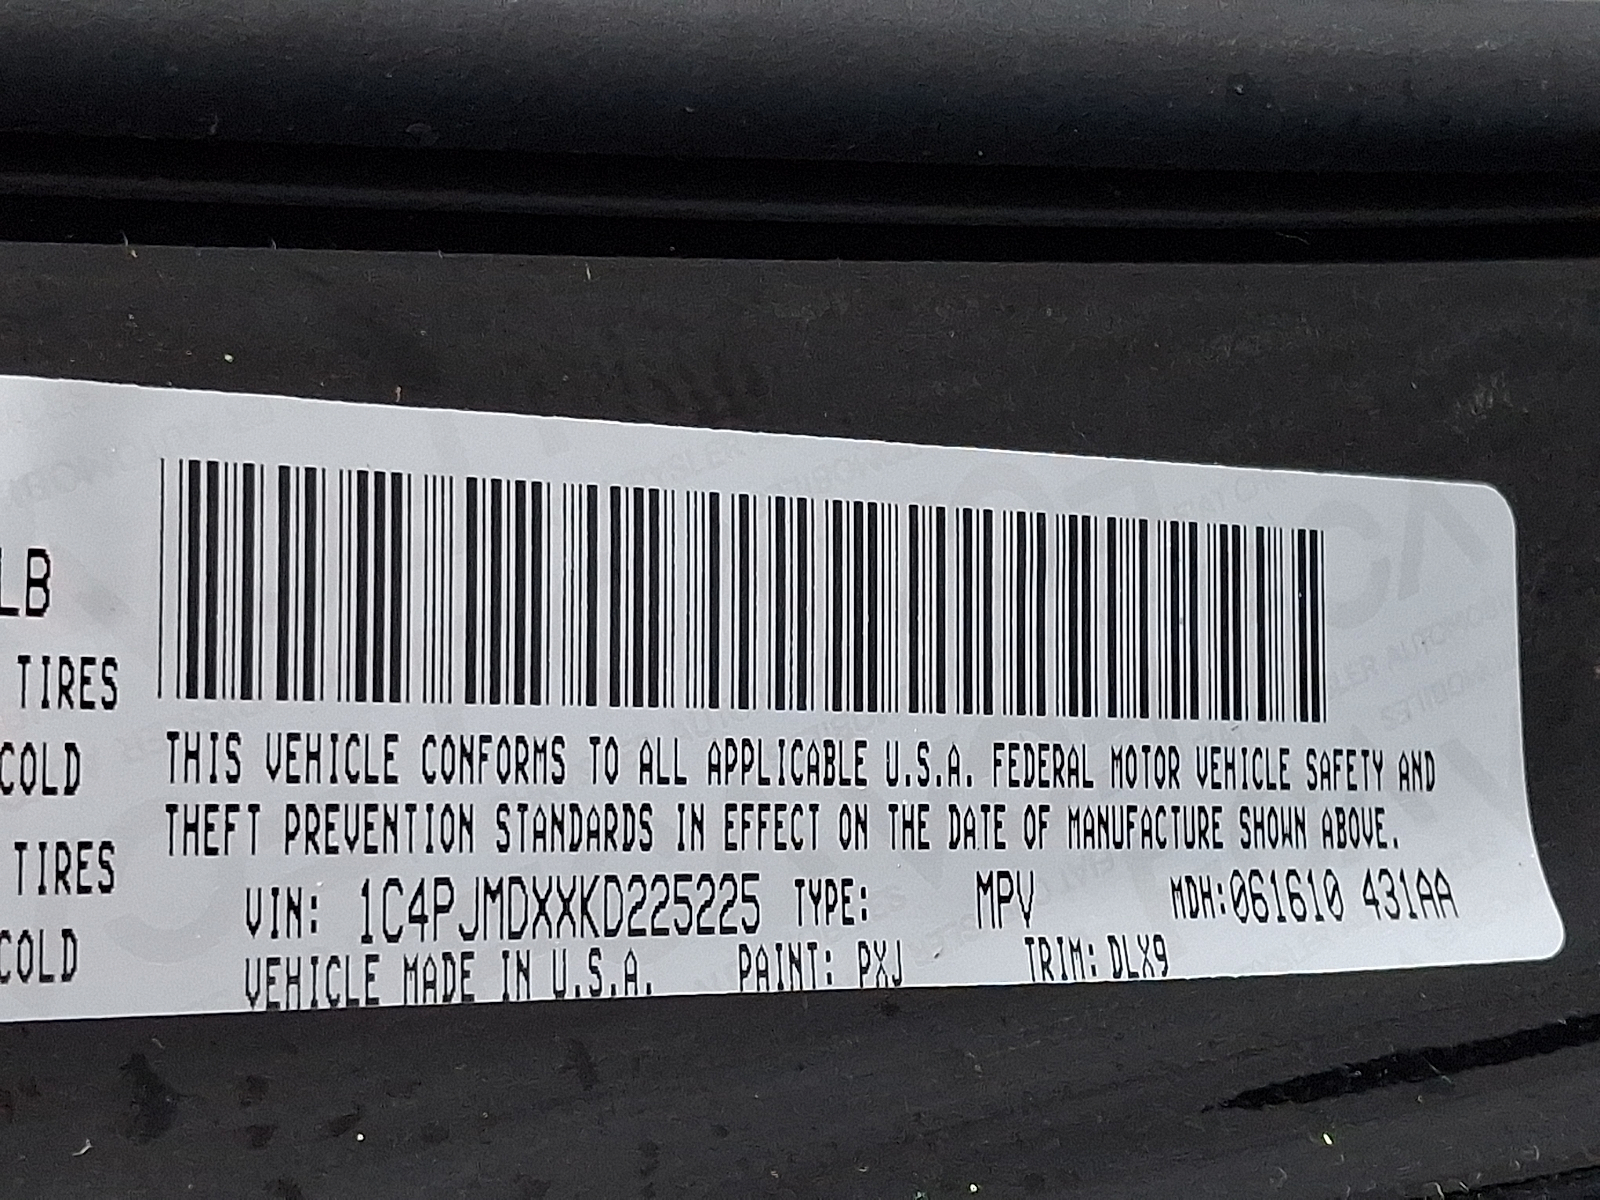 LB
TIRES
COLD
TIRES
COLD
THIS VEHICLE CONFORMS TO ALL APPLICABLE U.S.A. FEDERAL MOTOR VEHICLE SAFETY AND
THEFT PREVENTION STANDARDS IN EFFECT ON THE DATE OF MANUFACTURE SHOWN ABOVE.
VIN: 1C4PJMDXXKD225225 TYPE: MPV MDH:061610 431AA
VEHICLE MADE IN U.S.A. PAINT: PXJ TRIM: DLX9